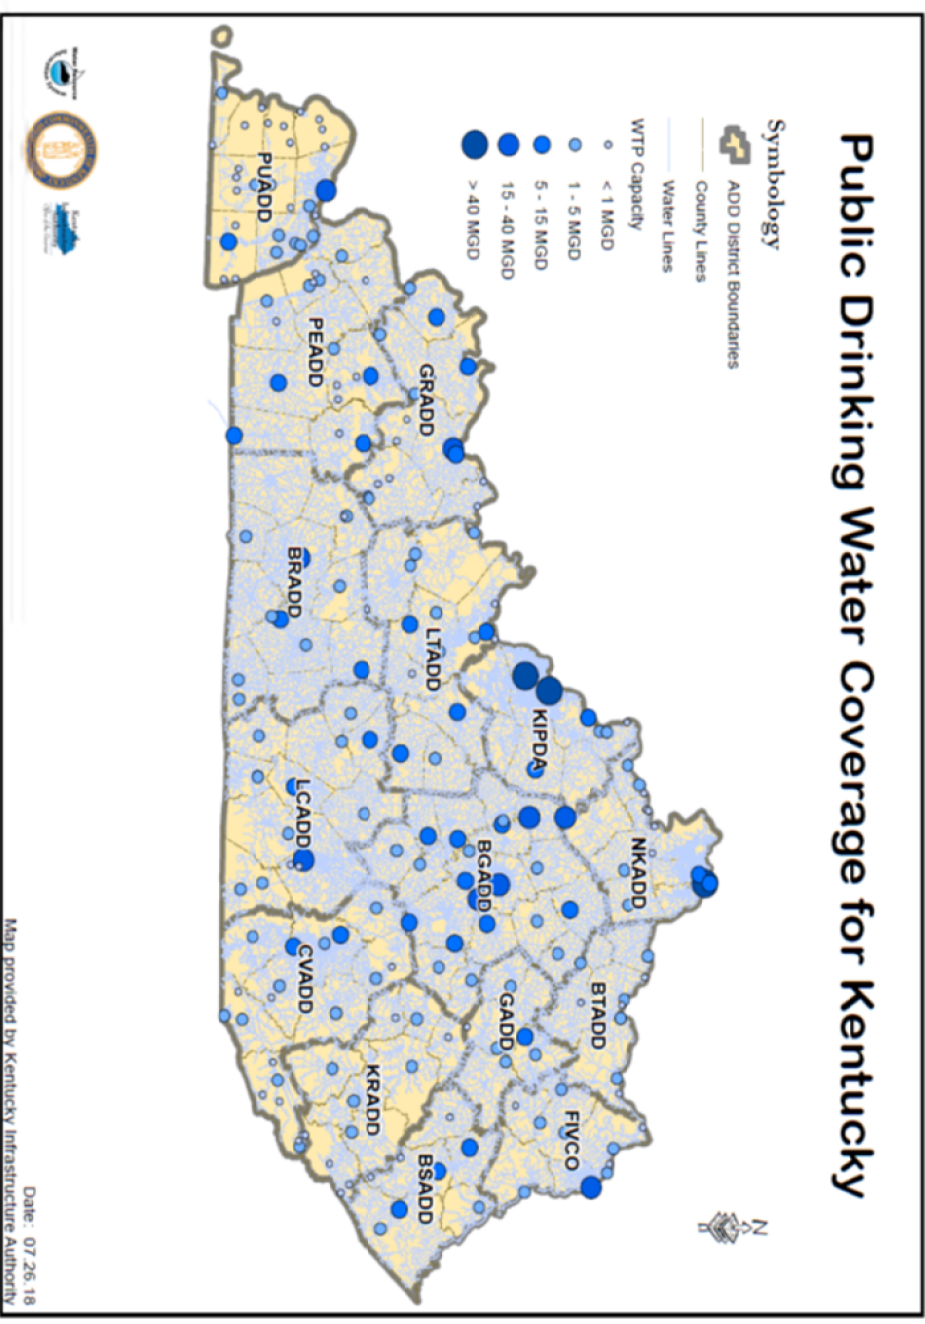 Public Drinking Water Coverage for Kentucky
Symbology
ADD District Boundaries
County Lines
Water Lines
WTP Capacity
< 1 MGD
1 - 5 MGD
5 - 15 MGD
15 - 40 MGD
> 40 MGD
N
NKADD
KIPDA
BTADD
FIVCO
GRADD
LTADD
BGADD
GADD
PUADD
PEADD
BRADD
LCADD
CVADD
KRADD
BSADD
Date: 07.26.18
Map provided by Kentucky Infrastructure Authority